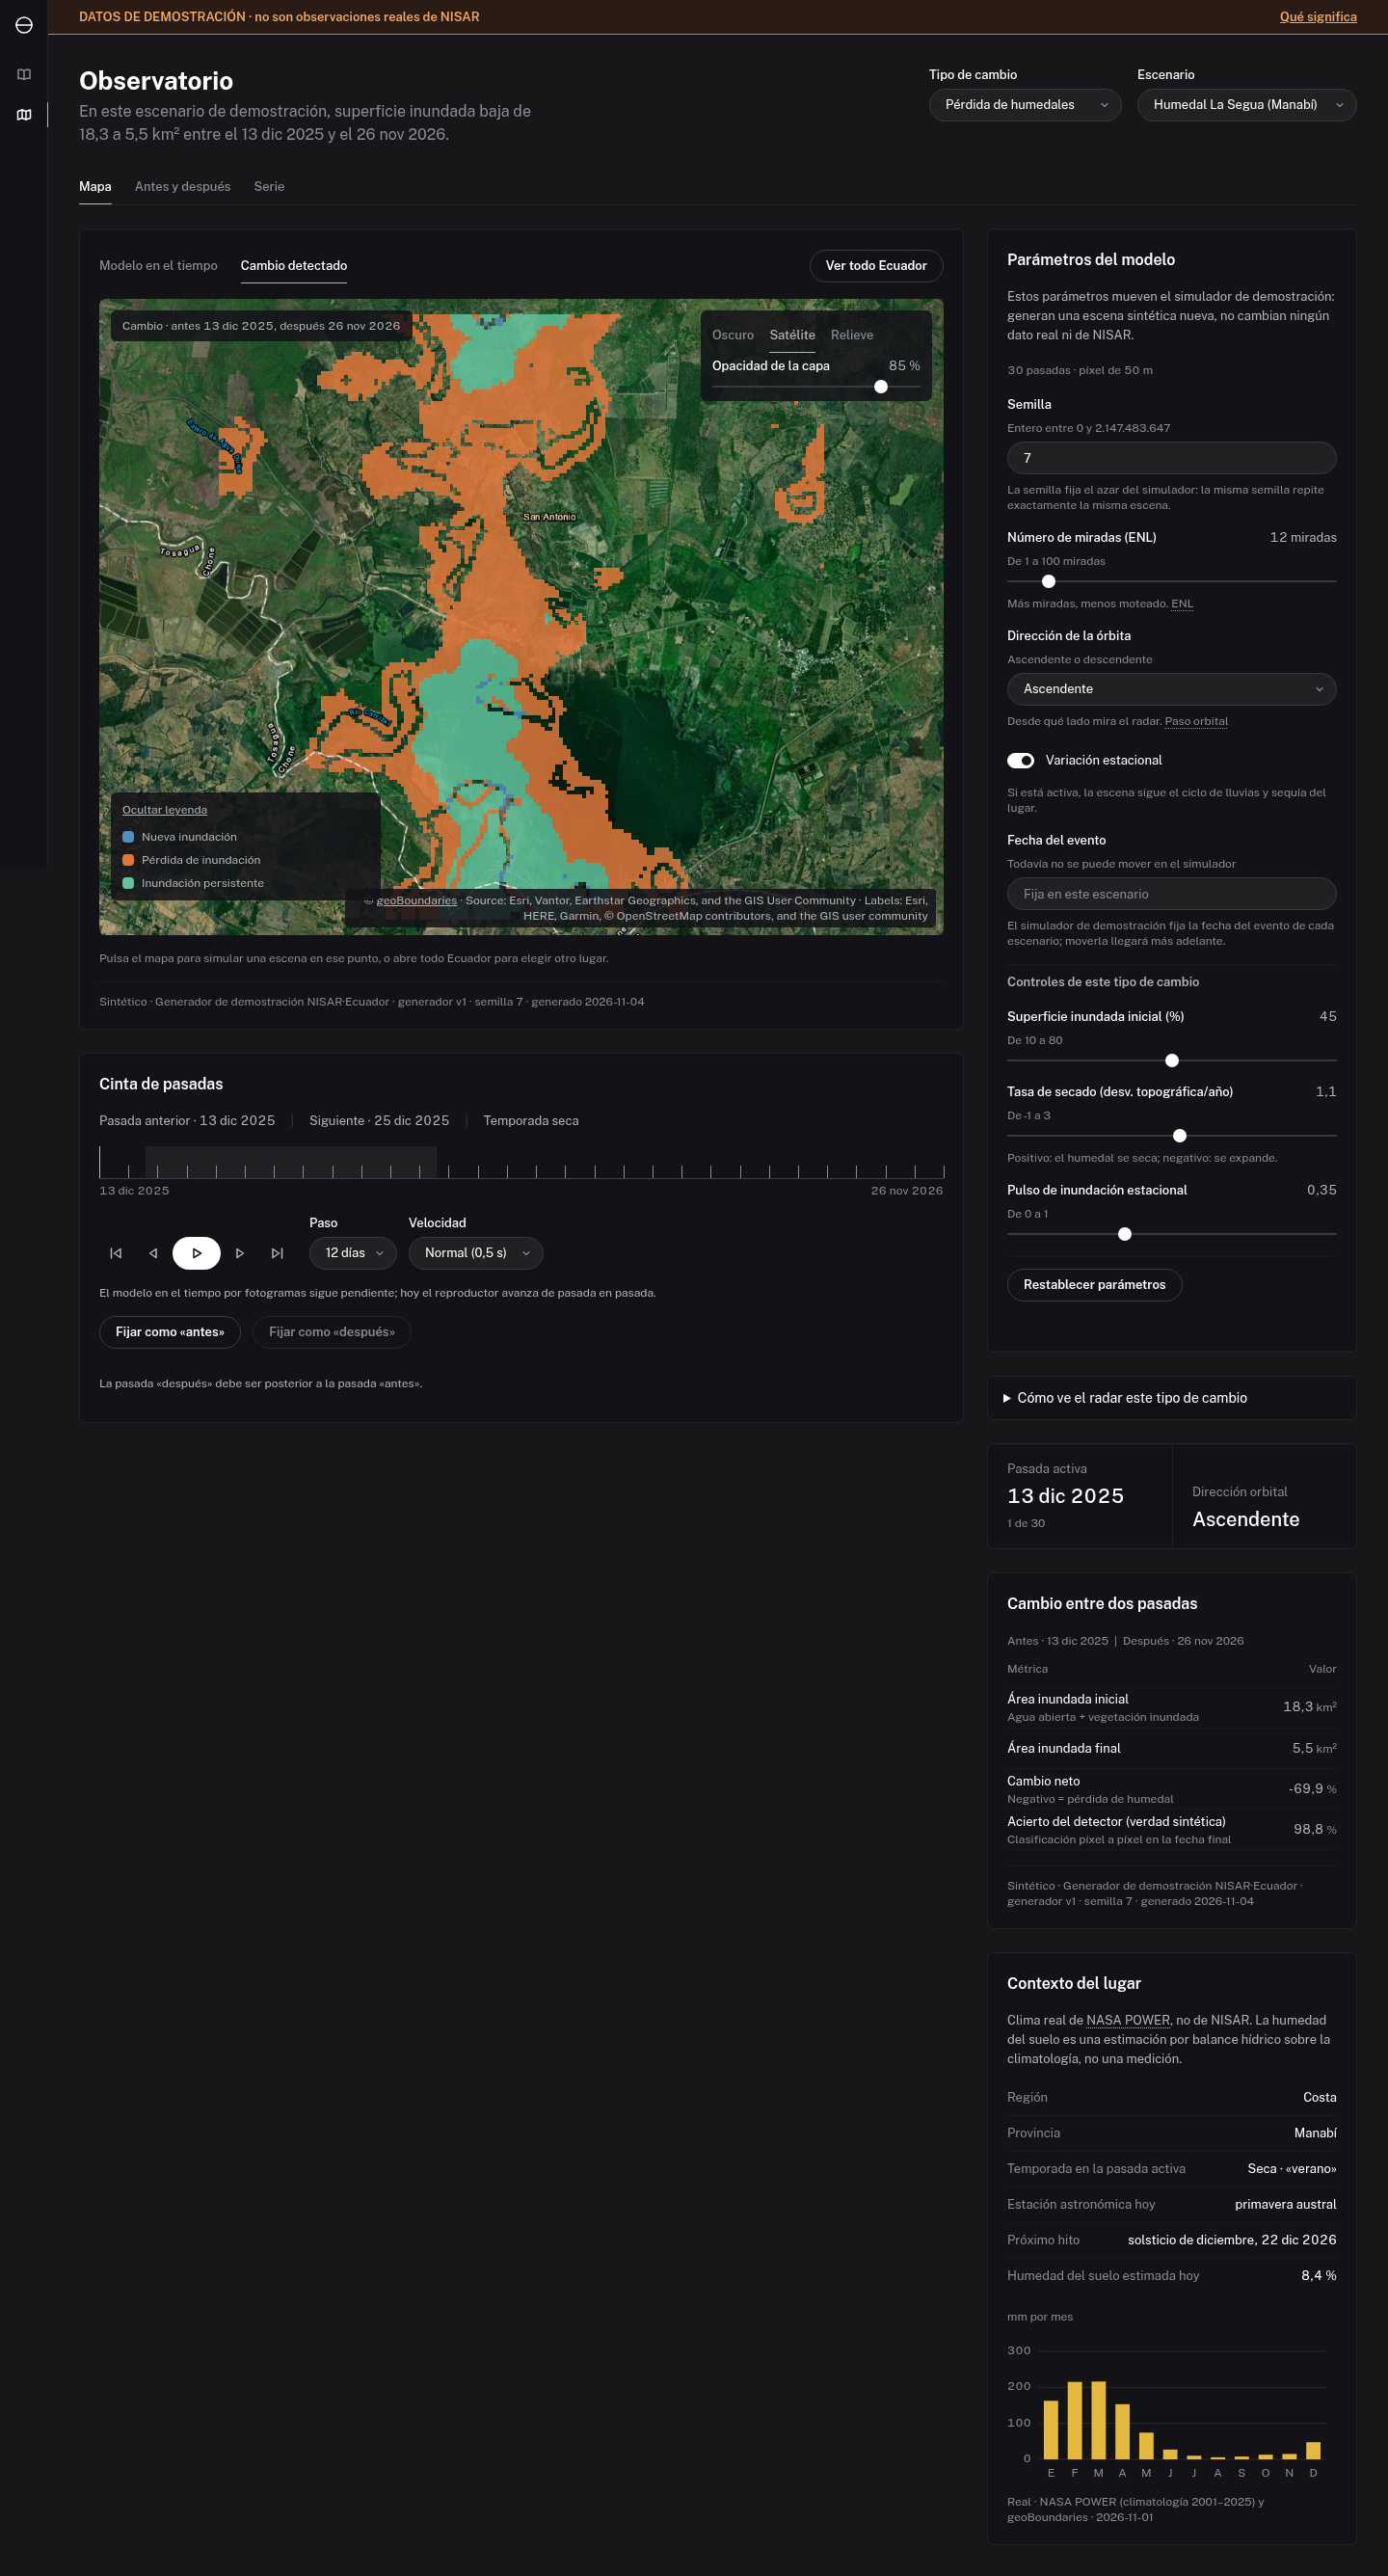 DATOS DE DEMOSTRACIÓN · no son observaciones reales de NISAR
Qué significa
Observatorio
En este escenario de demostración, superficie inundada baja de
18,3 a 5,5 km² entre el 13 dic 2025 y el 26 nov 2026.
Tipo de cambio
Pérdida de humedales
Escenario
Humedal La Segua (Manabí)
Mapa
Antes y después
Serie
Modelo en el tiempo
Cambio detectado
Ver todo Ecuador
Cambio · antes 13 dic 2025, después 26 nov 2026
Oscuro
Satélite
Relieve
Opacidad de la capa
85 %
San Antonio
Tosagua
Chone
Tosagua
Chone
Ocultar leyenda
Nueva inundación
Pérdida de inundación
Inundación persistente
© geoBoundaries · Source: Esri, Vantor, Earthstar Geographics, and the GIS User Community · Labels: Esri,
HERE, Garmin, © OpenStreetMap contributors, and the GIS user community
Pulsa el mapa para simular una escena en ese punto, o abre todo Ecuador para elegir otro lugar.
Sintético · Generador de demostración NISAR·Ecuador · generador v1 · semilla 7 · generado 2026-11-04
Cinta de pasadas
Pasada anterior · 13 dic 2025
Siguiente · 25 dic 2025
Temporada seca
13 dic 2025
26 nov 2026
Paso
12 días
Velocidad
Normal (0,5 s)
El modelo en el tiempo por fotogramas sigue pendiente; hoy el reproductor avanza de pasada en pasada.
Fijar como «antes»
Fijar como «después»
La pasada «después» debe ser posterior a la pasada «antes».
Parámetros del modelo
Estos parámetros mueven el simulador de demostración:
generan una escena sintética nueva, no cambian ningún
dato real ni de NISAR.
30 pasadas · píxel de 50 m
Semilla
Entero entre 0 y 2.147.483.647
7
La semilla fija el azar del simulador: la misma semilla repite
exactamente la misma escena.
Número de miradas (ENL)
12 miradas
De 1 a 100 miradas
Más miradas, menos moteado. ENL
Dirección de la órbita
Ascendente o descendente
Ascendente
Desde qué lado mira el radar. Paso orbital
Variación estacional
Si está activa, la escena sigue el ciclo de lluvias y sequía del
lugar.
Fecha del evento
Todavía no se puede mover en el simulador
Fija en este escenario
El simulador de demostración fija la fecha del evento de cada
escenario; moverla llegará más adelante.
Controles de este tipo de cambio
Superficie inundada inicial (%)
45
De 10 a 80
Tasa de secado (desv. topográfica/año)
1,1
De -1 a 3
Positivo: el humedal se seca; negativo: se expande.
Pulso de inundación estacional
0,35
De 0 a 1
Restablecer parámetros
Cómo ve el radar este tipo de cambio
Pasada activa
13 dic 2025
1 de 30
Dirección orbital
Ascendente
Cambio entre dos pasadas
Antes · 13 dic 2025 | Después · 26 nov 2026
Métrica
Valor
Área inundada inicial
Agua abierta + vegetación inundada
18,3 km²
Área inundada final
5,5 km²
Cambio neto
Negativo = pérdida de humedal
-69,9 %
Acierto del detector (verdad sintética)
Clasificación píxel a píxel en la fecha final
98,8 %
Sintético · Generador de demostración NISAR·Ecuador ·
generador v1 · semilla 7 · generado 2026-11-04
Contexto del lugar
Clima real de NASA POWER, no de NISAR. La humedad
del suelo es una estimación por balance hídrico sobre la
climatología, no una medición.
Región
Costa
Provincia
Manabí
Temporada en la pasada activa
Seca · «verano»
Estación astronómica hoy
primavera austral
Próximo hito
solsticio de diciembre, 22 dic 2026
Humedad del suelo estimada hoy
8,4 %
mm por mes
300
200
100
0
E F M A M J J A S O N D
Real · NASA POWER (climatología 2001–2025) y
geoBoundaries · 2026-11-01